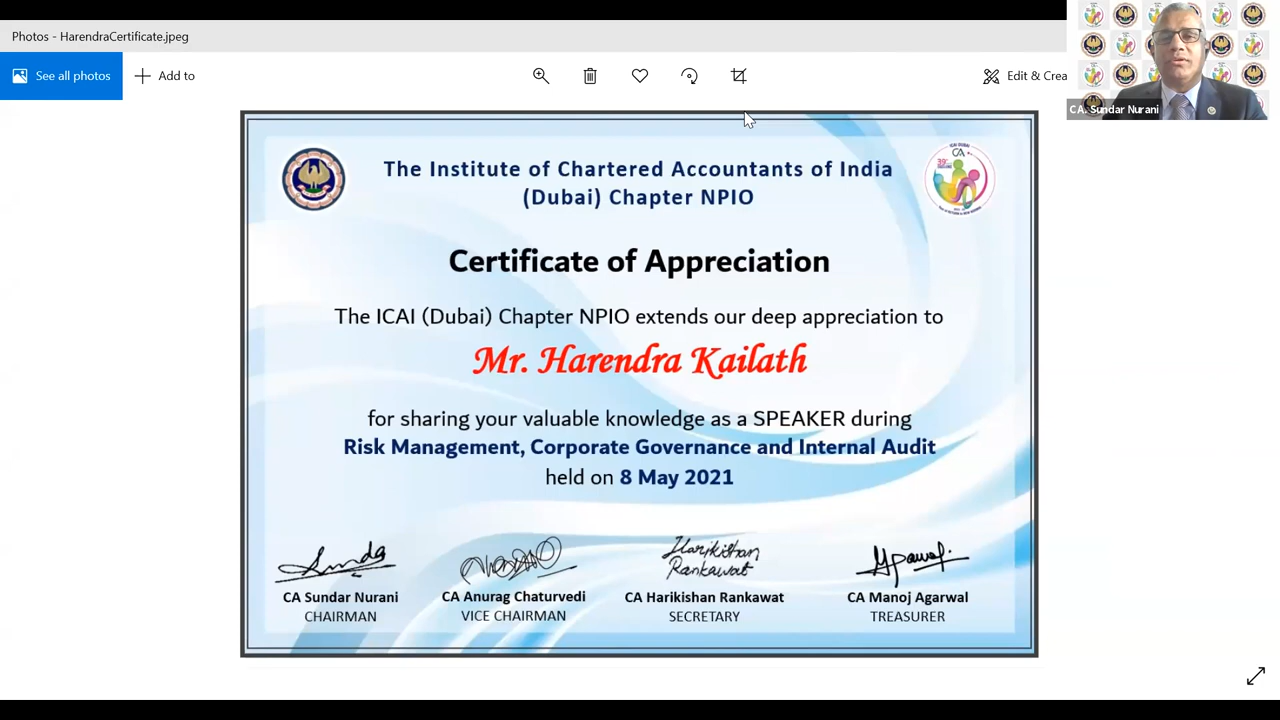 Photos - HarendraCertificate.jpeg
See all photos
Add to
Edit & Crea
CA. Sundar Nurani
The Institute of Chartered Accountants of India
(Dubai) Chapter NPIO
ICAI DUBAI
CA
39
Certificate of Appreciation
The ICAI (Dubai) Chapter NPIO extends our deep appreciation to
Mr. Harendra Kailath
for sharing your valuable knowledge as a SPEAKER during
Risk Management, Corporate Governance and Internal Audit
held on 8 May 2021
Harikishan
Rankawat
CA Sundar Nurani
CHAIRMAN
CA Anurag Chaturvedi
VICE CHAIRMAN
CA Harikishan Rankawat
SECRETARY
CA Manoj Agarwal
TREASURER